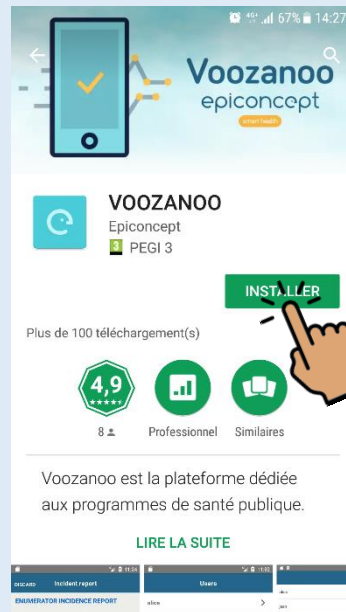 4G+ 67% 14:27
Voozanoo
epiconcept
smart health
VOOZANOO
Epiconcept
3 PEGI 3
INSTALLER
Plus de 100 téléchargement(s)
4,9
8 Professionnel Similaires
Voozanoo est la plateforme dédiée
aux programmes de santé publique.
LIRE LA SUITE
DISCARD Incident report Users
ENUMERATOR INCIDENCE REPORT alice